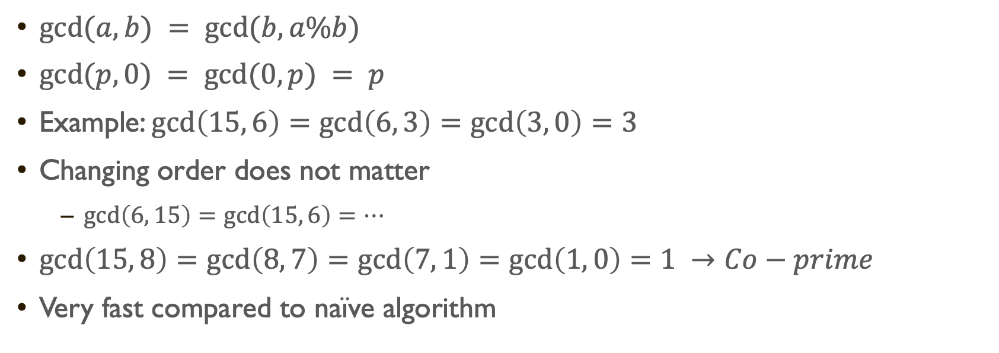 • gcd(a, b) = gcd(b, a%b)
• gcd(p, 0) = gcd(0, p) = p
• Example: gcd(15, 6) = gcd(6, 3) = gcd(3, 0) = 3
• Changing order does not matter
– gcd(6, 15) = gcd(15, 6) = ⋯
• gcd(15, 8) = gcd(8, 7) = gcd(7, 1) = gcd(1, 0) = 1 → Co − prime
• Very fast compared to naïve algorithm